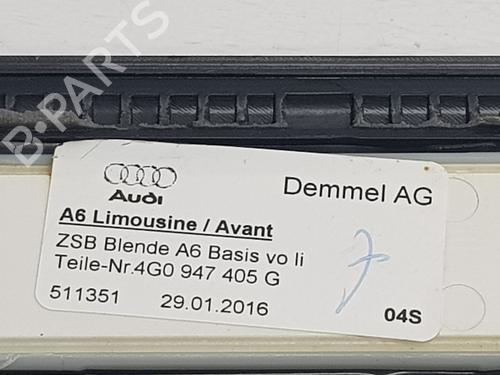 B-PARTS
Audi
Demmel AG
A6 Limousine / Avant
ZSB Blende A6 Basis vo li
Teile-Nr.4G0 947 405 G
511351 29.01.2016 04S